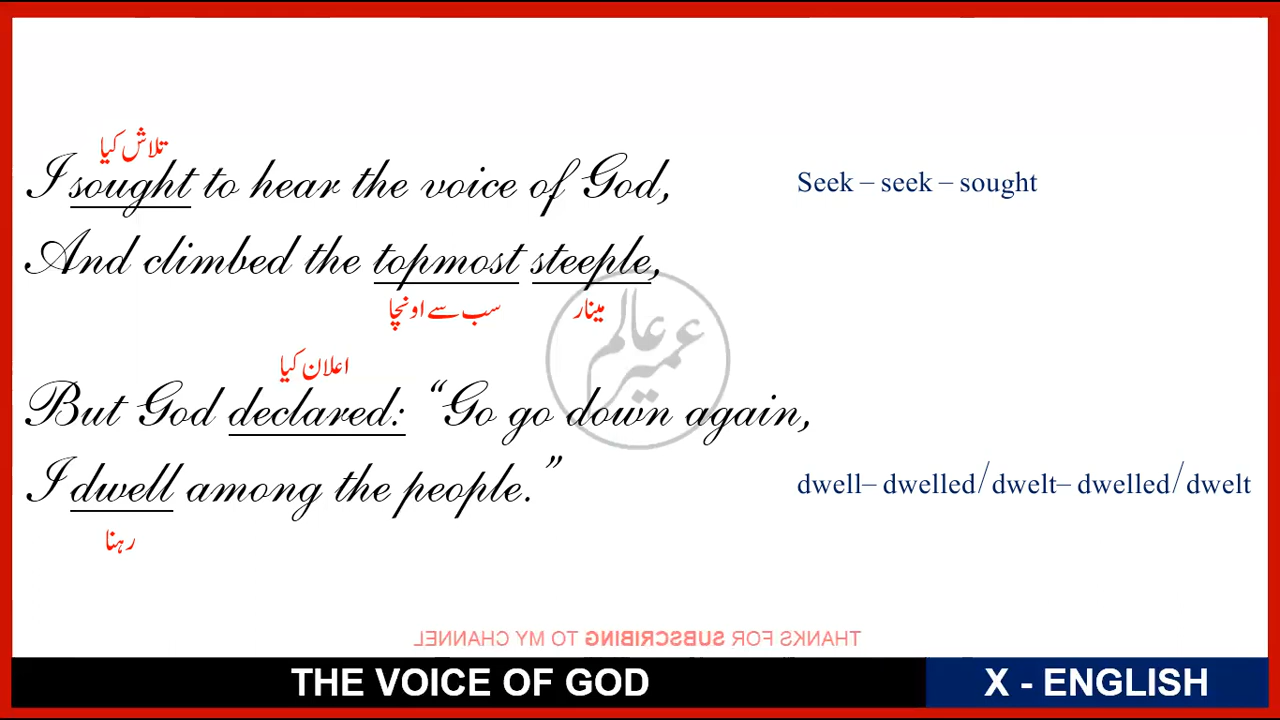 تلاش کیا
I sought to hear the voice of God,
Seek – seek – sought
And climbed the topmost steeple,
سب سے اونچا
مینار
عمیر عالم
اعلان کیا
But God declared: “Go go down again,
I dwell among the people.”
dwell– dwelled/dwelt– dwelled/dwelt
رہنا
THANKS FOR SUBSCRIBING TO MY CHANNEL
THE VOICE OF GOD
X - ENGLISH